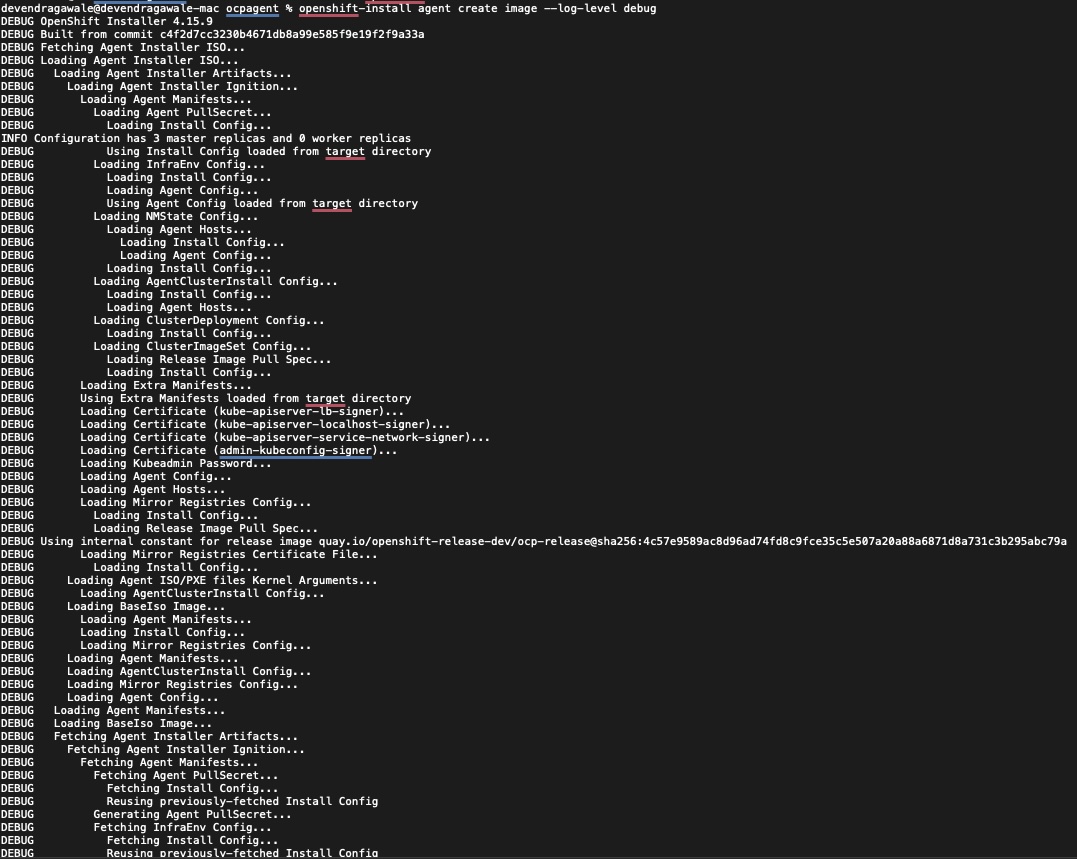 devendragawale@devendragawale-mac ocpagent % openshift-install agent create image --log-level debug
DEBUG OpenShift Installer 4.15.9
DEBUG Built from commit c4f2d7cc3230b4671db8a99e585f9e19f2f9a33a
DEBUG Fetching Agent Installer ISO...
DEBUG Loading Agent Installer ISO...
DEBUG   Loading Agent Installer Artifacts...
DEBUG     Loading Agent Installer Ignition...
DEBUG       Loading Agent Manifests...
DEBUG         Loading Agent PullSecret...
DEBUG           Loading Install Config...
INFO Configuration has 3 master replicas and 0 worker replicas
DEBUG           Using Install Config loaded from target directory
DEBUG         Loading InfraEnv Config...
DEBUG           Loading Install Config...
DEBUG           Loading Agent Config...
DEBUG           Using Agent Config loaded from target directory
DEBUG         Loading NMState Config...
DEBUG           Loading Agent Hosts...
DEBUG             Loading Install Config...
DEBUG             Loading Agent Config...
DEBUG           Loading Install Config...
DEBUG         Loading AgentClusterInstall Config...
DEBUG           Loading Install Config...
DEBUG           Loading Agent Hosts...
DEBUG         Loading ClusterDeployment Config...
DEBUG           Loading Install Config...
DEBUG         Loading ClusterImageSet Config...
DEBUG           Loading Release Image Pull Spec...
DEBUG           Loading Install Config...
DEBUG       Loading Extra Manifests...
DEBUG       Using Extra Manifests loaded from target directory
DEBUG       Loading Certificate (kube-apiserver-lb-signer)...
DEBUG       Loading Certificate (kube-apiserver-localhost-signer)...
DEBUG       Loading Certificate (kube-apiserver-service-network-signer)...
DEBUG       Loading Certificate (admin-kubeconfig-signer)...
DEBUG       Loading Kubeadmin Password...
DEBUG       Loading Agent Config...
DEBUG       Loading Agent Hosts...
DEBUG       Loading Mirror Registries Config...
DEBUG         Loading Install Config...
DEBUG         Loading Release Image Pull Spec...
DEBUG Using internal constant for release image quay.io/openshift-release-dev/ocp-release@sha256:4c57e9589ac8d96ad74fd8c9fce35c5e507a20a88a6871d8a731c3b295abc79a
DEBUG       Loading Mirror Registries Certificate File...
DEBUG         Loading Install Config...
DEBUG     Loading Agent ISO/PXE files Kernel Arguments...
DEBUG       Loading AgentClusterInstall Config...
DEBUG     Loading BaseIso Image...
DEBUG       Loading Agent Manifests...
DEBUG       Loading Install Config...
DEBUG       Loading Mirror Registries Config...
DEBUG     Loading Agent Manifests...
DEBUG     Loading AgentClusterInstall Config...
DEBUG     Loading Mirror Registries Config...
DEBUG     Loading Agent Config...
DEBUG   Loading Agent Manifests...
DEBUG   Loading BaseIso Image...
DEBUG   Fetching Agent Installer Artifacts...
DEBUG     Fetching Agent Installer Ignition...
DEBUG       Fetching Agent Manifests...
DEBUG         Fetching Agent PullSecret...
DEBUG           Fetching Install Config...
DEBUG           Reusing previously-fetched Install Config
DEBUG         Generating Agent PullSecret...
DEBUG         Fetching InfraEnv Config...
DEBUG           Fetching Install Config...
DEBUG           Reusing previously-fetched Install Config